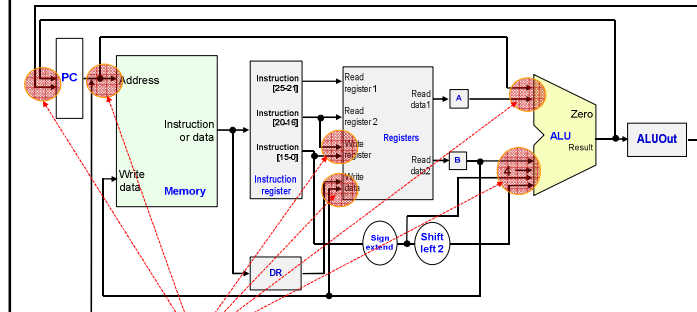 PC
Address
Instruction
or data
Write
data
Memory
Instruction
[25-21]
Instruction
[20-16]
Instruction
[15-0]
Instruction
register
DR
Read
register 1
Read
register 2
Write
register
Write
data
Registers
Read
data1
Read
data2
A
B
Sign
extend
Shift
left 2
4
ALU
Zero
Result
ALUOut